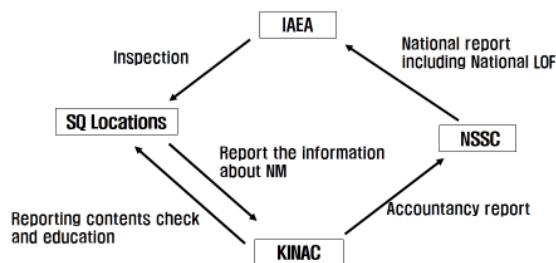 IAEA
Inspection
National report
including National LOF
SQ Locations
NSSC
Report the information
about NM
Reporting contents check
and education
Accountancy report
KINAC